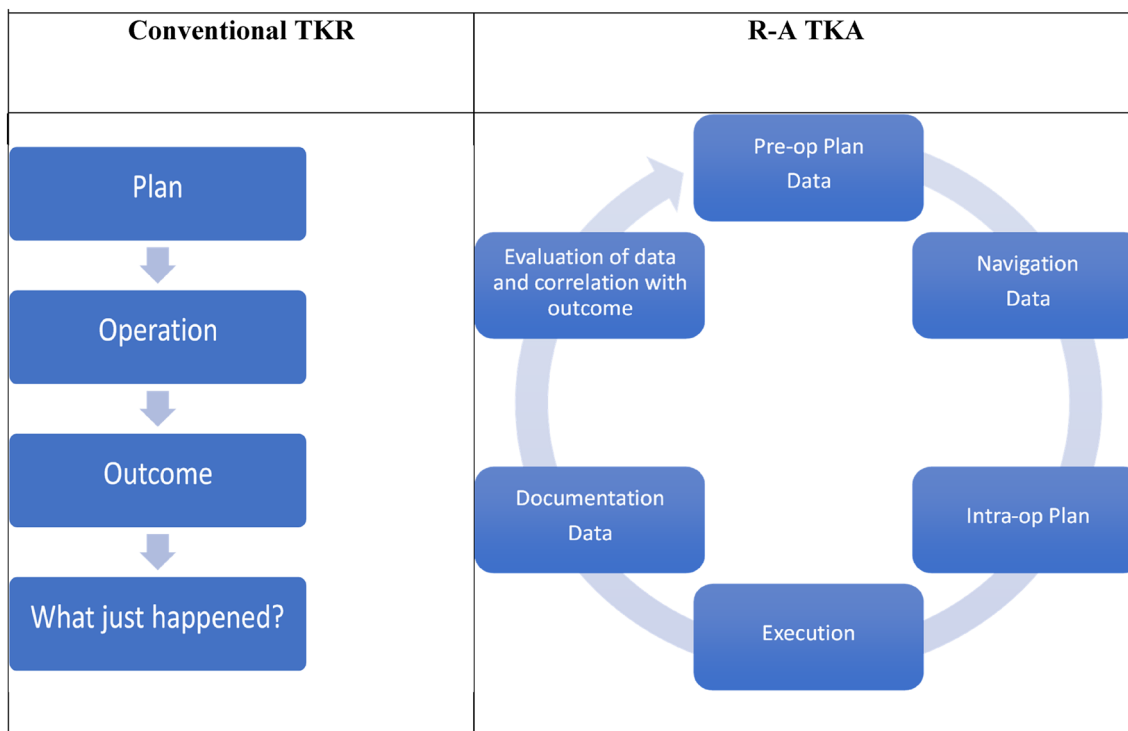 Conventional TKR
R-A TKA
Plan
Operation
Outcome
What just happened?
Pre-op Plan
Data
Navigation
Data
Intra-op Plan
Execution
Documentation
Data
Evaluation of data
and correlation with
outcome